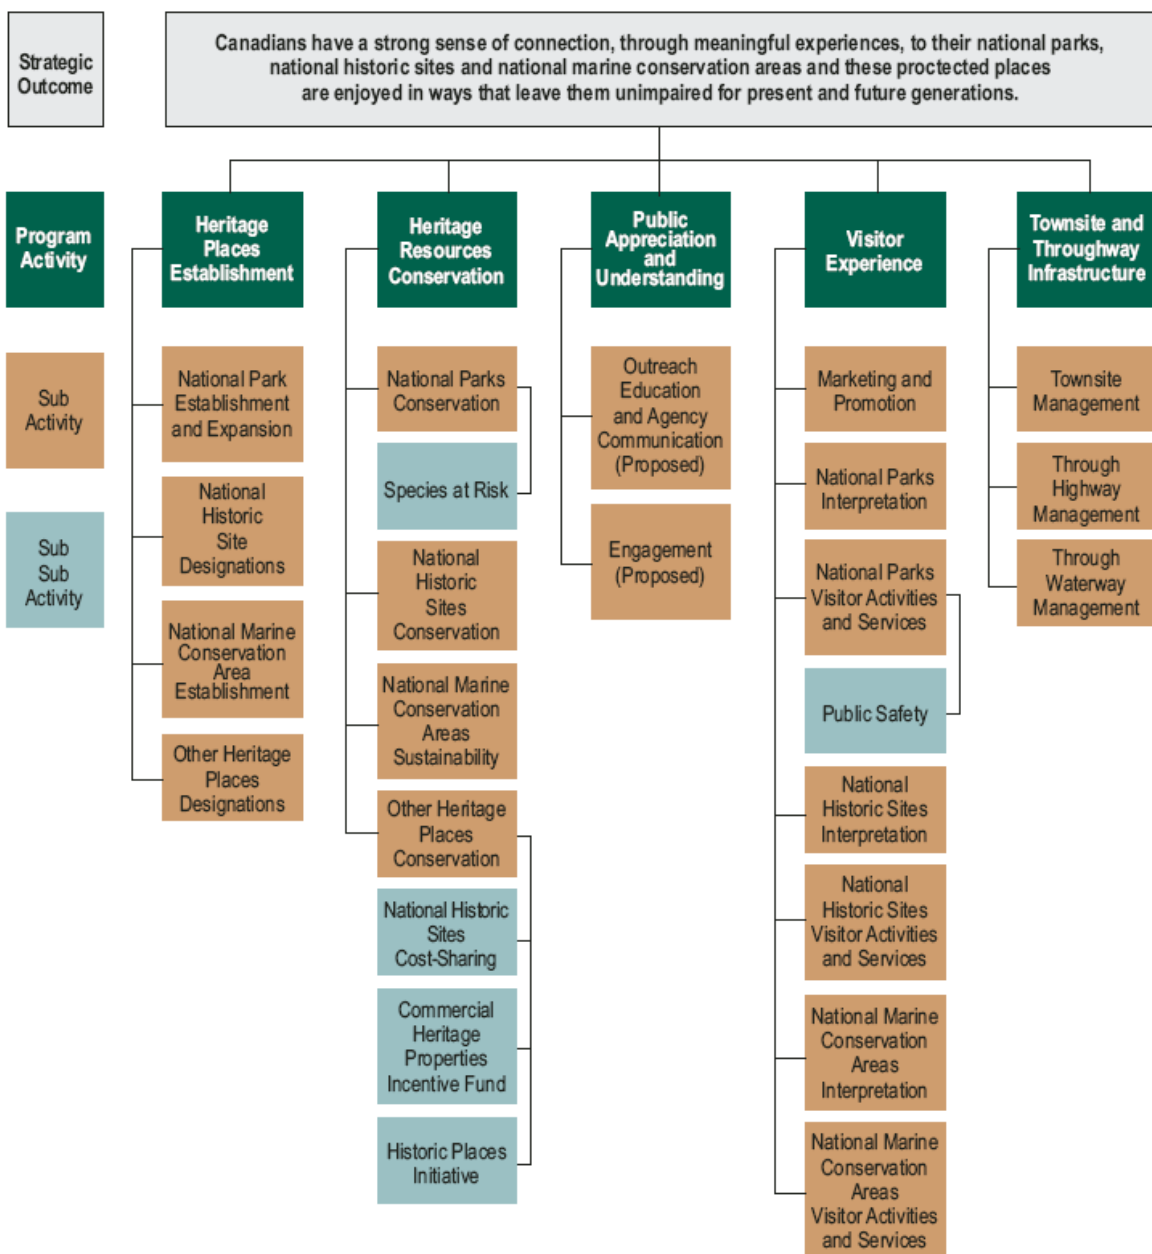 Strategic
Outcome
Canadians have a strong sense of connection, through meaningful experiences, to their national parks,
national historic sites and national marine conservation areas and these proctected places
are enjoyed in ways that leave them unimpaired for present and future generations.
Program
Activity
Heritage
Places
Establishment
Heritage
Resources
Conservation
Public
Appreciation
and
Understanding
Visitor
Experience
Townsite and
Throughway
Infrastructure
Sub
Activity
Sub
Sub
Activity
National Park
Establishment
and Expansion
National
Historic
Site
Designations
National Marine
Conservation
Area
Establishment
Other Heritage
Places
Designations
National Parks
Conservation
Species at Risk
National
Historic
Sites
Conservation
National Marine
Conservation
Areas
Sustainability
Other Heritage
Places
Conservation
National Historic
Sites
Cost-Sharing
Commercial
Heritage
Properties
Incentive Fund
Historic Places
Initiative
Outreach
Education
and Agency
Communication
(Proposed)
Engagement
(Proposed)
Marketing and
Promotion
National Parks
Interpretation
National Parks
Visitor Activities
and Services
Public Safety
National
Historic Sites
Interpretation
National
Historic Sites
Visitor Activities
and Services
National Marine
Conservation
Areas
Interpretation
National Marine
Conservation
Areas
Visitor Activities
and Services
Townsite
Management
Through
Highway
Management
Through
Waterway
Management